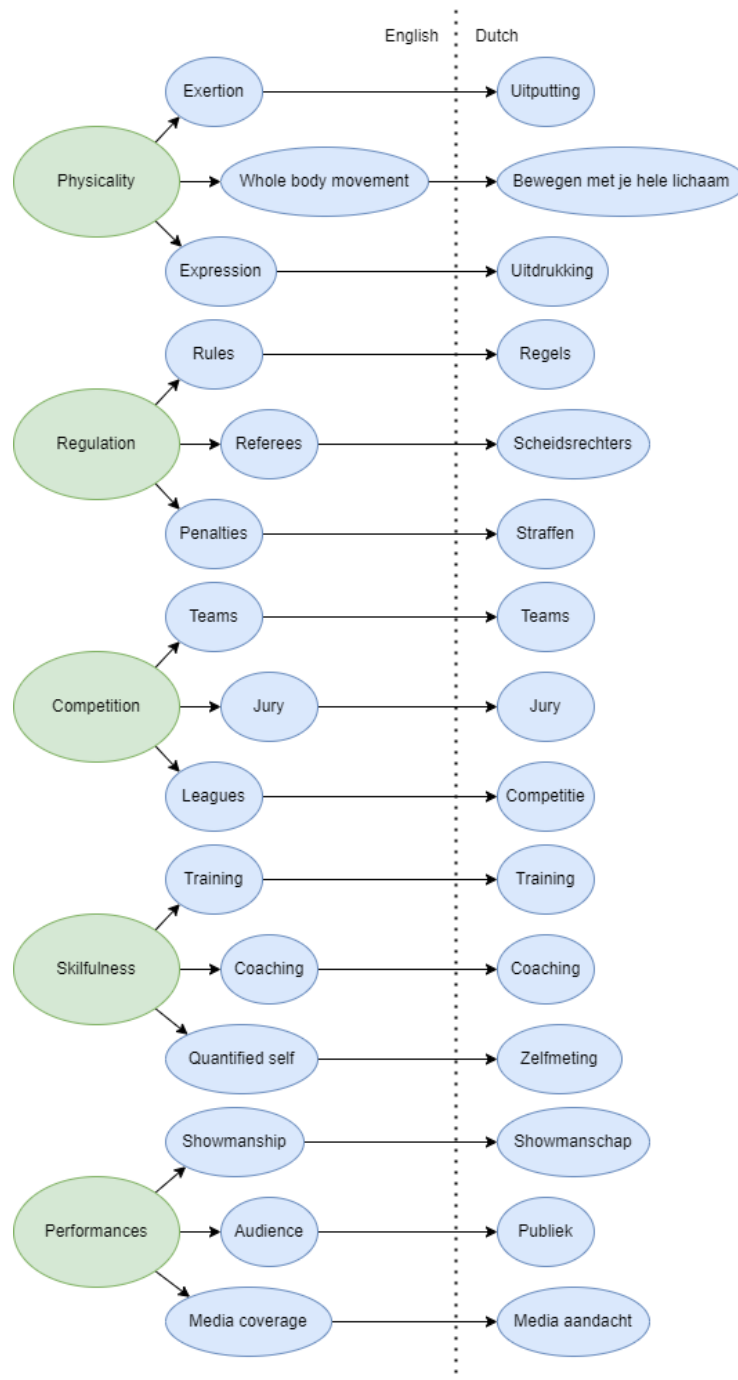 English
Dutch
Exertion
Uitputting
Physicality
Whole body movement
Bewegen met je hele lichaam
Expression
Uitdrukking
Rules
Regels
Regulation
Referees
Scheidsrechters
Penalties
Straffen
Teams
Teams
Competition
Jury
Jury
Leagues
Competitie
Training
Training
Skilfulness
Coaching
Coaching
Quantified self
Zelfmeting
Showmanship
Showmanschap
Performances
Audience
Publiek
Media coverage
Media aandacht